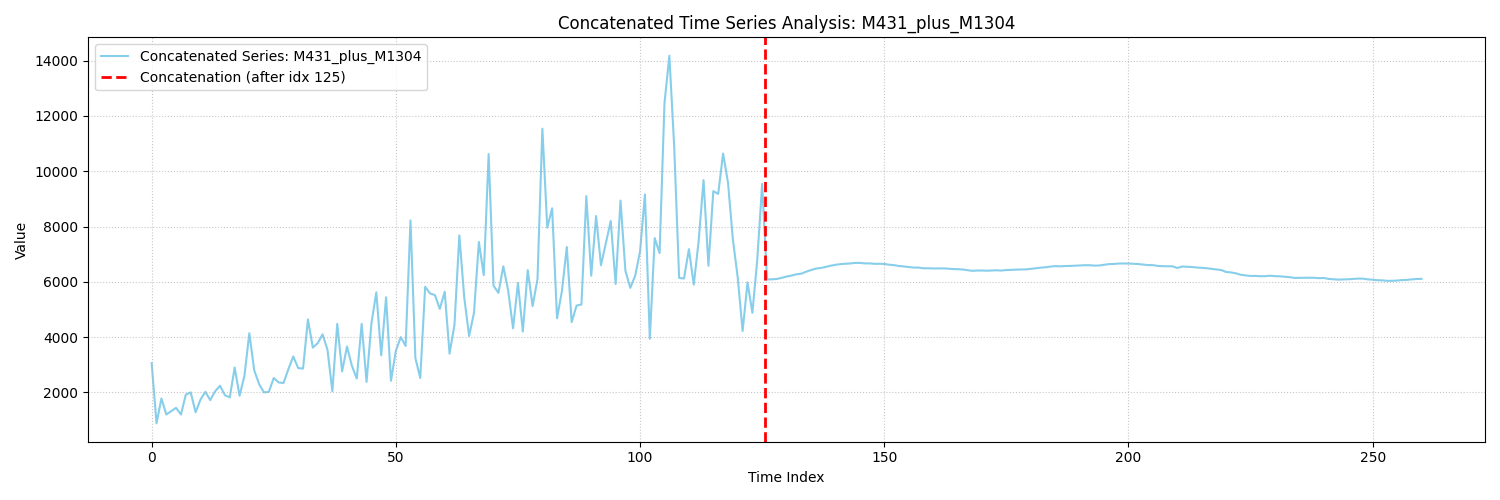 Concatenated Time Series Analysis: M431_plus_M1304
Concatenated Series: M431_plus_M1304
Concatenation (after idx 125)
Value
14000
12000
10000
8000
6000
4000
2000
0 50 100 150 200 250
Time Index